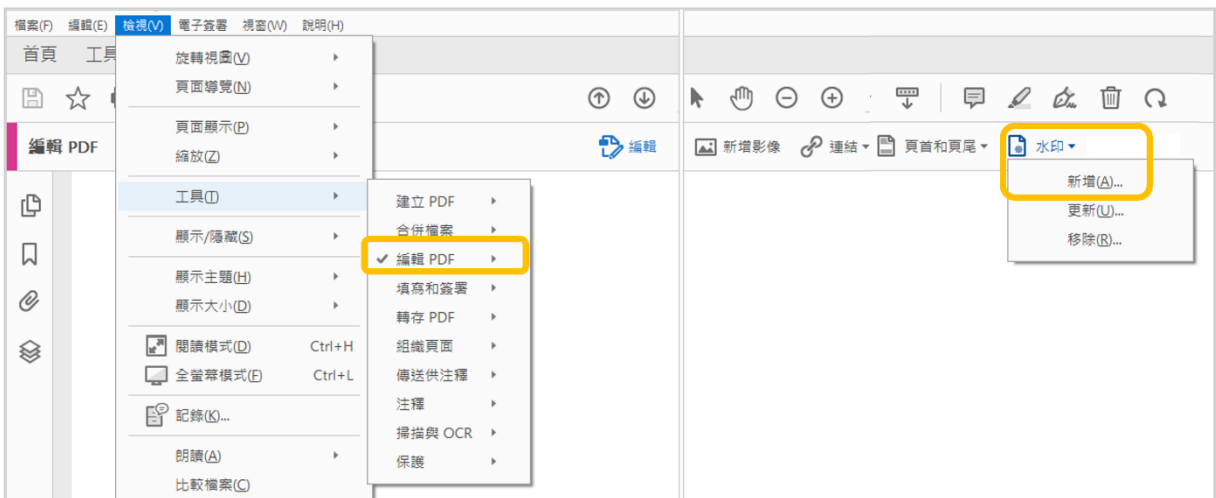 檔案(F) 編輯(E) 檢視(V) 電子簽署 視窗(W) 說明(H)
首頁 工具
編輯 PDF
旋轉視圖(V)
頁面導覽(N)
頁面顯示(P)
縮放(Z)
工具(T)
顯示/隱藏(S)
顯示主題(H)
顯示大小(D)
閱讀模式(D) Ctrl+H
全螢幕模式(F) Ctrl+L
記錄(K)...
朗讀(A)
比較檔案(C)
建立 PDF
合併檔案
編輯 PDF
填寫和簽署
轉存 PDF
組織頁面
傳送供注釋
注釋
掃描與 OCR
保護
編輯
新增影像 連結 頁首和頁尾 水印
新增(A)...
更新(U)...
移除(R)...